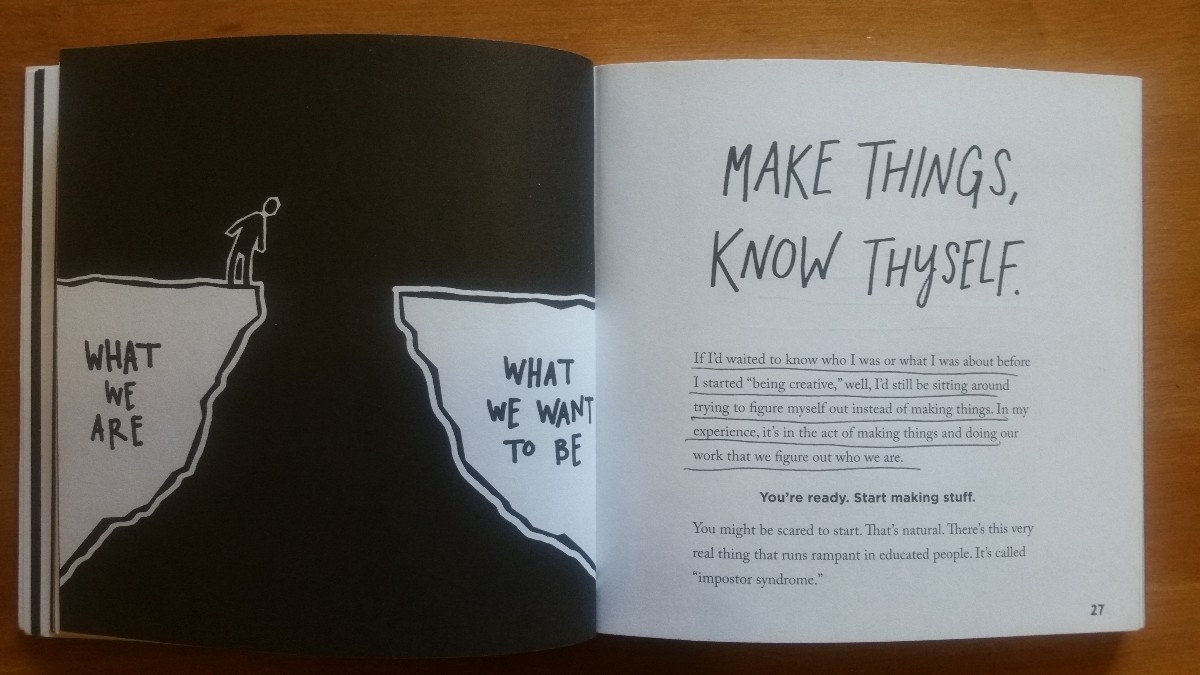 WHAT
WE
ARE
WHAT
WE WANT
TO BE
MAKE THINGS,
KNOW THYSELF.
If I'd waited to know who I was or what I was about before
I started “being creative,” well, I'd still be sitting around
trying to figure myself out instead of making things. In my
experience, it's in the act of making things and doing our
work that we figure out who we are.
You're ready. Start making stuff.
You might be scared to start. That's natural. There's this very
real thing that runs rampant in educated people. It's called
“impostor syndrome.”
27